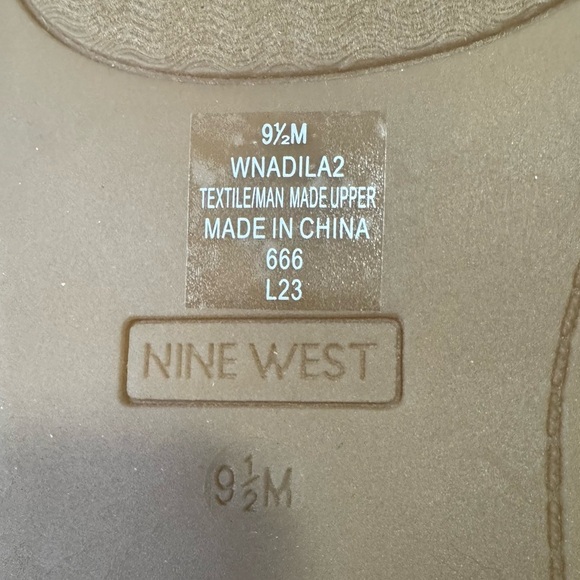 9½M
WNADILA2
TEXTILE/MAN MADE UPPER
MADE IN CHINA
666
L23
NINE WEST
9½M